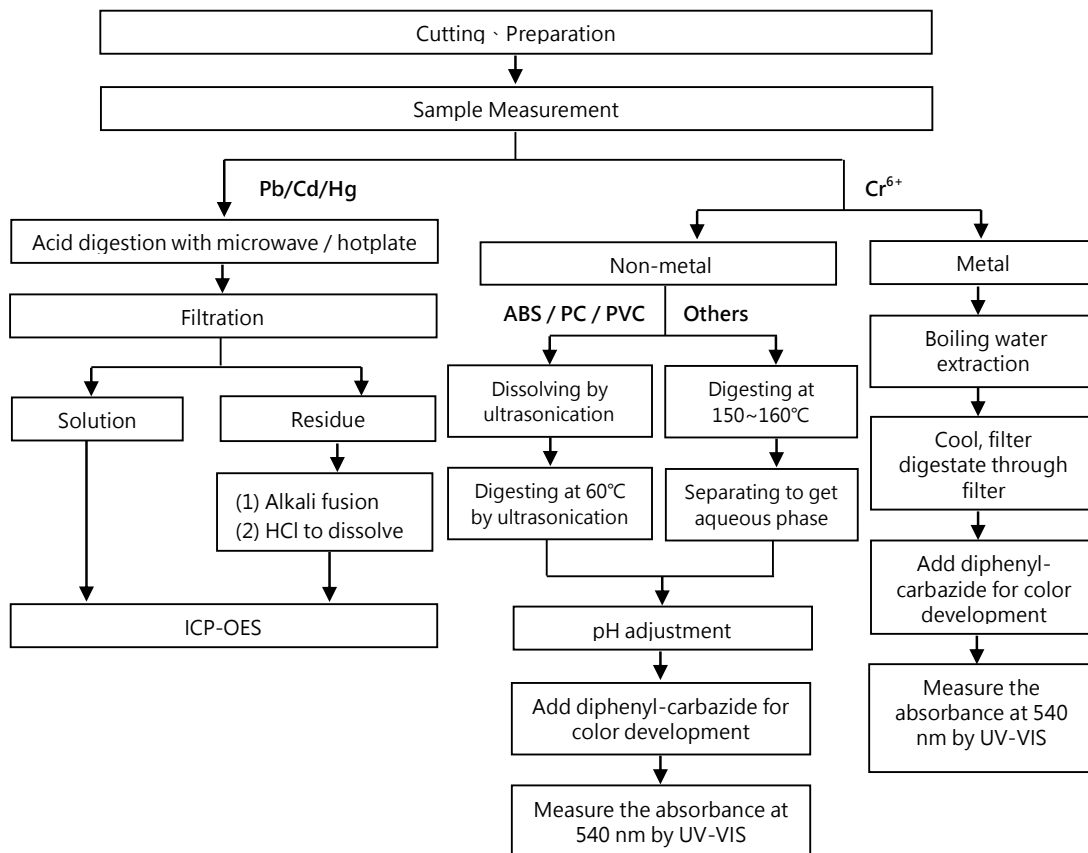 Cutting、Preparation
Sample Measurement
Pb/Cd/Hg
Cr⁶⁺
Acid digestion with microwave / hotplate
Filtration
Solution
Residue
(1) Alkali fusion
(2) HCl to dissolve
ICP-OES
Non-metal
ABS / PC / PVC
Others
Dissolving by
ultrasonication
Digesting at 60℃
by ultrasonication
Digesting at
150~160℃
Separating to get
aqueous phase
pH adjustment
Add diphenyl-carbazide for
color development
Measure the absorbance at
540 nm by UV-VIS
Metal
Boiling water
extraction
Cool, filter
digestate through
filter
Add diphenyl-
carbazide for color
development
Measure the
absorbance at 540
nm by UV-VIS